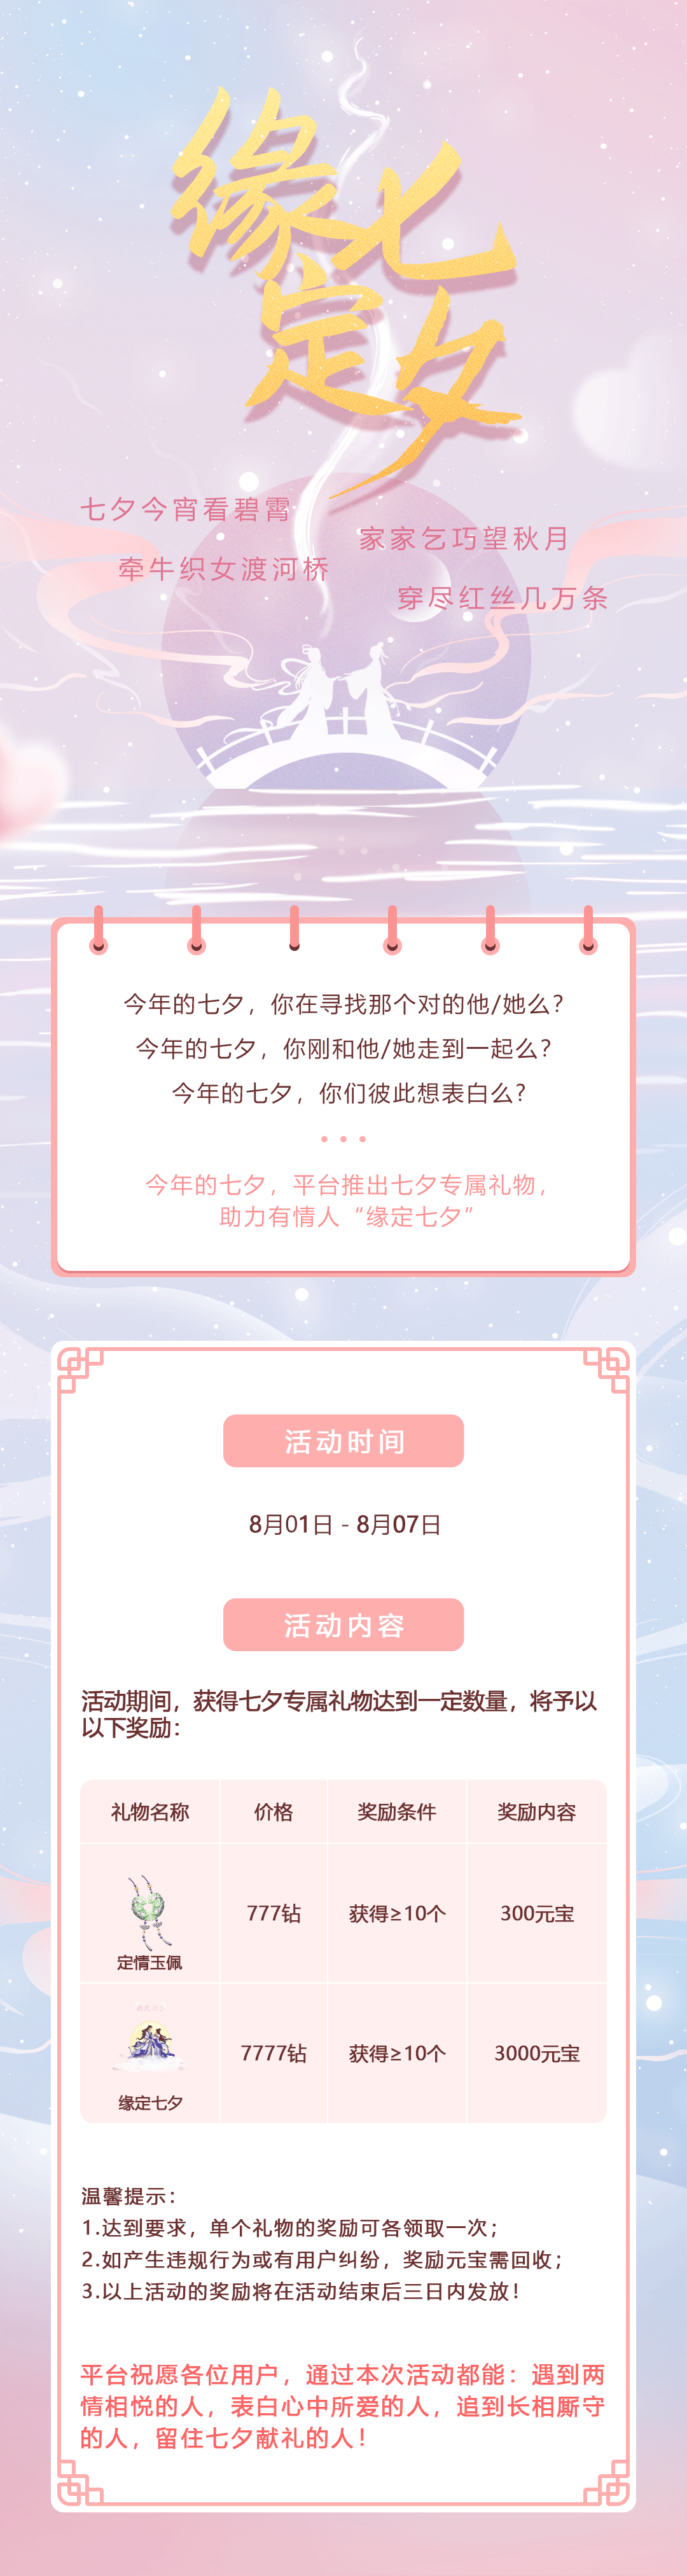 缘定
七夕
七夕今宵看碧霄
牵牛织女渡河桥
家家乞巧望秋月
穿尽红丝几万条
今年的七夕，你在寻找那个对的他/她么？
今年的七夕，你刚和他/她走到一起么？
今年的七夕，你们彼此想表白么？
•••
今年的七夕，平台推出七夕专属礼物，
助力有情人“缘定七夕”
活动时间
8月01日 - 8月07日
活动内容
活动期间，获得七夕专属礼物达到一定数量，将予以
以下奖励：
礼物名称 价格 奖励条件 奖励内容
定情玉佩 777钻 获得≥10个 300元宝
缘定七夕 7777钻 获得≥10个 3000元宝
温馨提示：
1.达到要求，单个礼物的奖励可各领取一次；
2.如产生违规行为或有用户纠纷，奖励元宝需回收；
3.以上活动的奖励将在活动结束后三日内发放！
平台祝愿各位用户，通过本次活动都能：遇到两
情相悦的人，表白心中所爱的人，追到长相厮守
的人，留住七夕献礼的人！